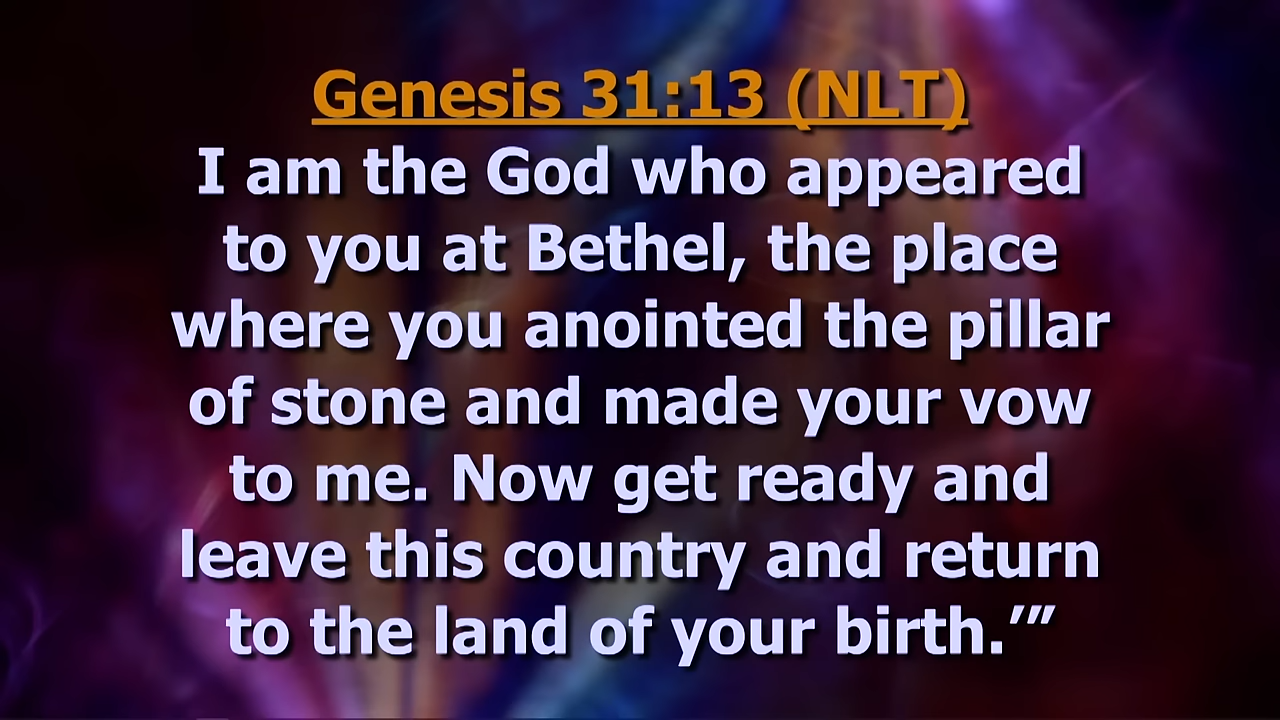 Genesis 31:13 (NLT)
I am the God who appeared
to you at Bethel, the place
where you anointed the pillar
of stone and made your vow
to me. Now get ready and
leave this country and return
to the land of your birth.’”